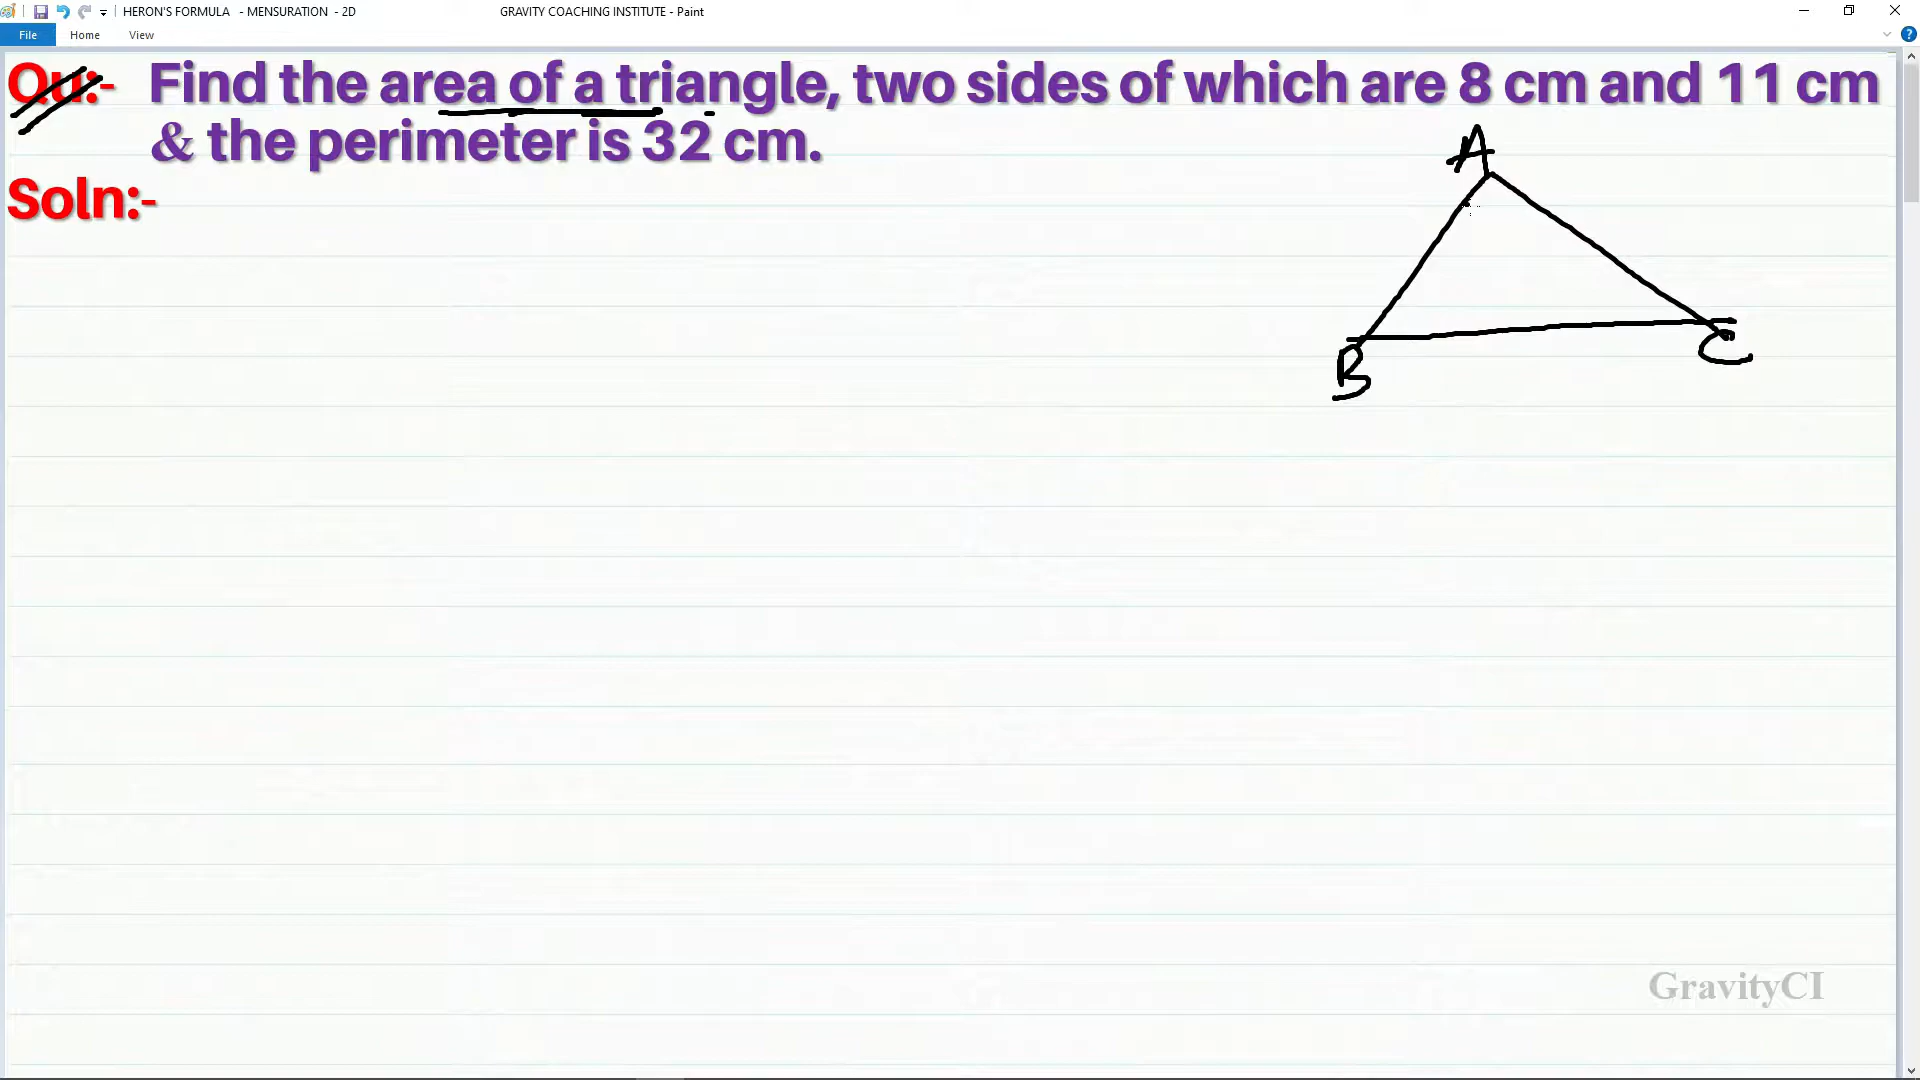 HERON'S FORMULA - MENSURATION - 2D GRAVITY COACHING INSTITUTE - Paint
File Home View
Qu:- Find the area of a triangle, two sides of which are 8 cm and 11 cm
& the perimeter is 32 cm.
Soln:-
A
B
C
GravityCI